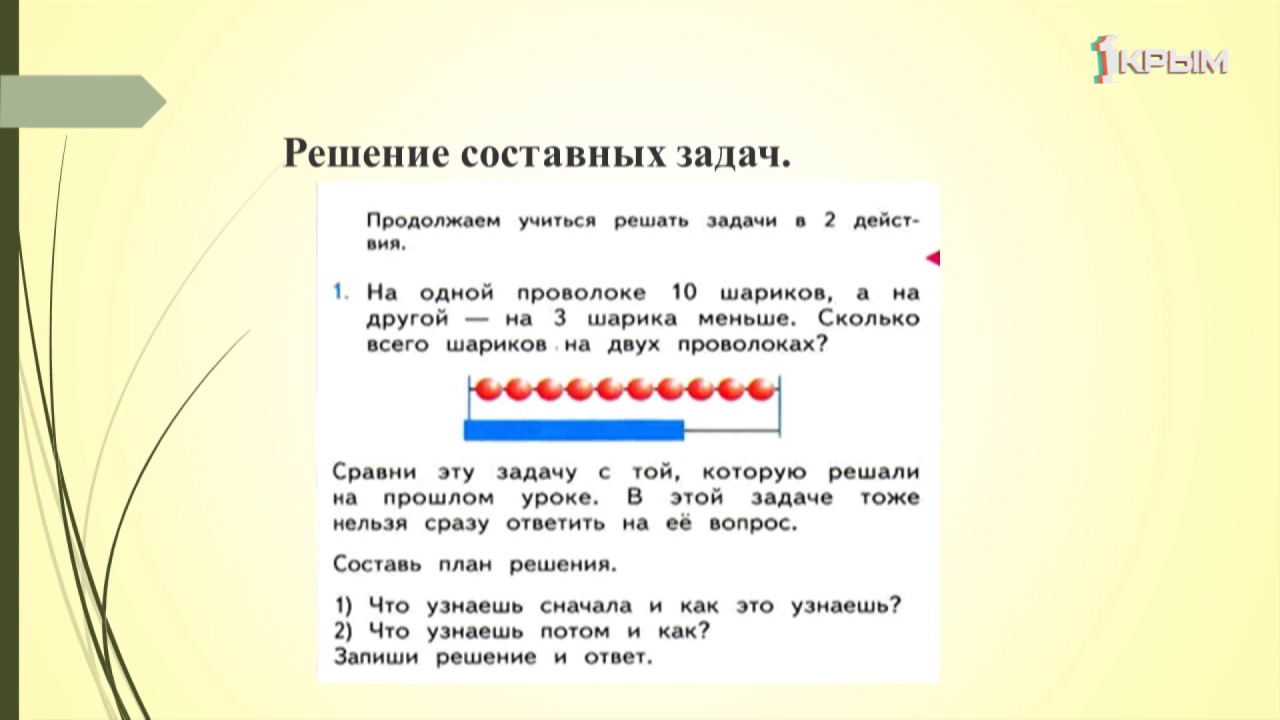 1КРЫМ
Решение составных задач.
Продолжаем учиться решать задачи в 2 дейст-
вия.
1. На одной проволоке 10 шариков, а на
другой — на 3 шарика меньше. Сколько
всего шариков на двух проволоках?
Сравни эту задачу с той, которую решали
на прошлом уроке. В этой задаче тоже
нельзя сразу ответить на её вопрос.
Составь план решения.
1) Что узнаешь сначала и как это узнаешь?
2) Что узнаешь потом и как?
Запиши решение и ответ.